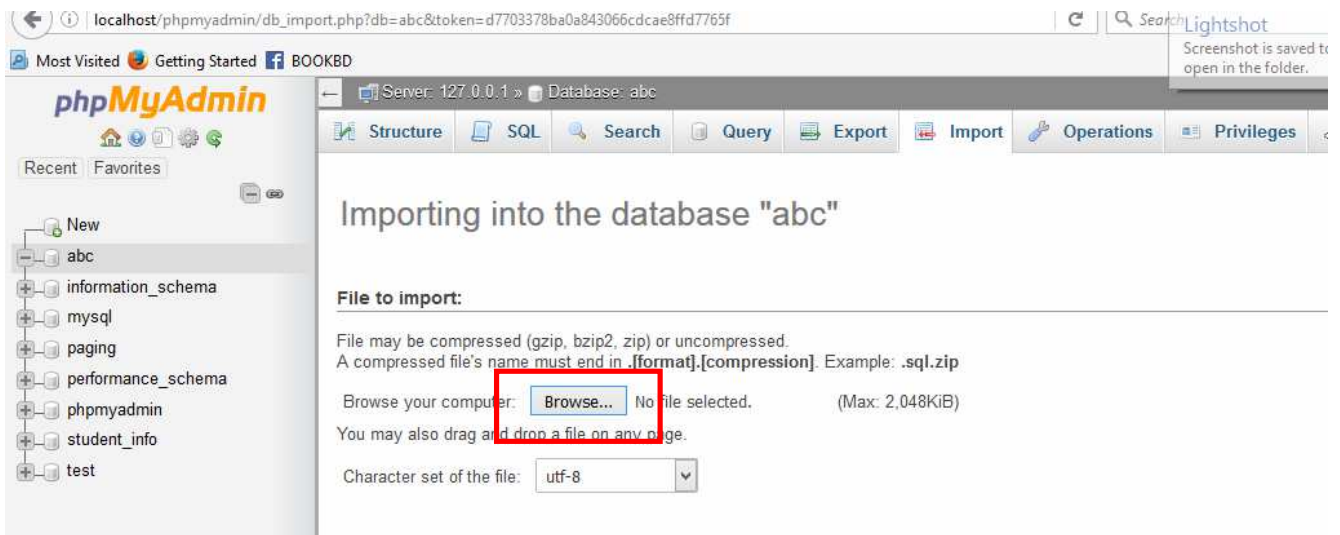 localhost/phpmyadmin/db_import.php?db=abc&token=d7703378ba0a843066cdcae8ffd7765f
Lightshot
Screenshot is saved to
open in the folder.
Most Visited Getting Started BOOKBD
phpMyAdmin
Recent Favorites
New
abc
information_schema
mysql
paging
performance_schema
phpmyadmin
student_info
test
Server: 127.0.0.1 » Database: abc
Structure SQL Search Query Export Import Operations Privileges
Importing into the database "abc"
File to import:
File may be compressed (gzip, bzip2, zip) or uncompressed.
A compressed file's name must end in .[format].[compression]. Example: .sql.zip
Browse your computer: Browse... No file selected. (Max: 2,048KiB)
You may also drag and drop a file on any page.
Character set of the file: utf-8